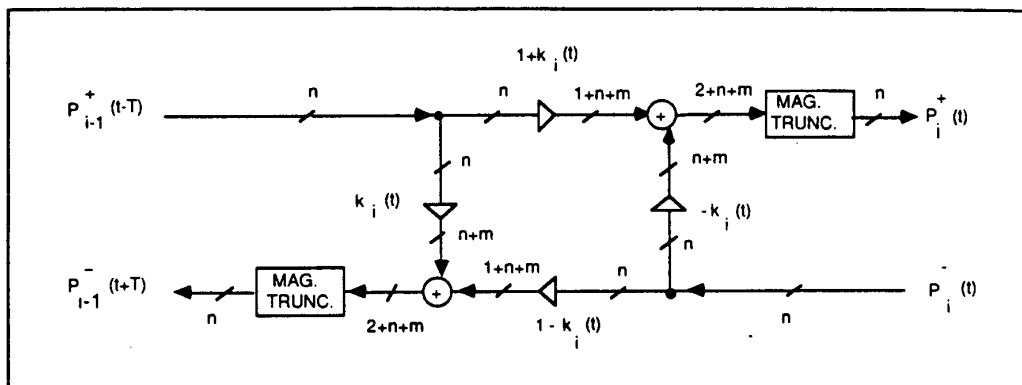 1+k i (t)
P + i-1 (t-T)
n
n
1+n+m
2+n+m
MAG. TRUNC.
n
P + i (t)
+
n
n+m
k i (t)
-k i (t)
n+m
n
P - i-1 (t+T)
n
MAG. TRUNC.
2+n+m
+
1+n+m
n
1 - k i (t)
n
P - i (t)